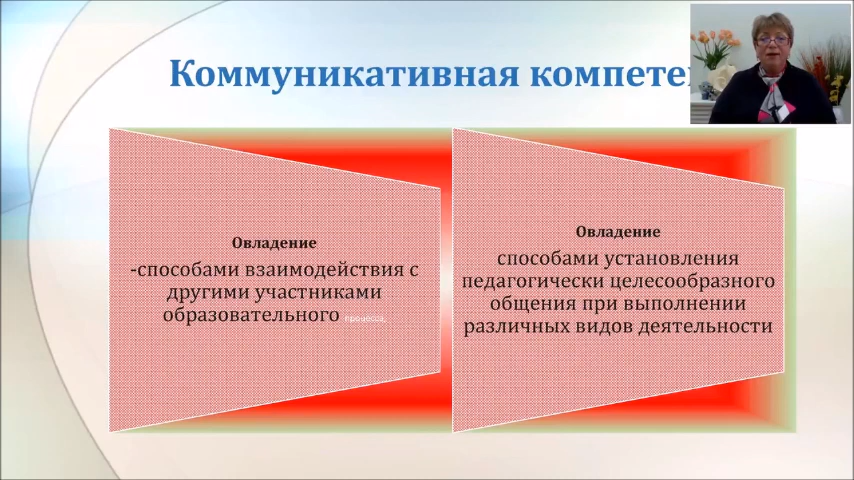 Коммуникативная компете
Овладение
-способами взаимодействия с
другими участниками
образовательного процесса,
Овладение
способами установления
педагогически целесообразного
общения при выполнении
различных видов деятельности